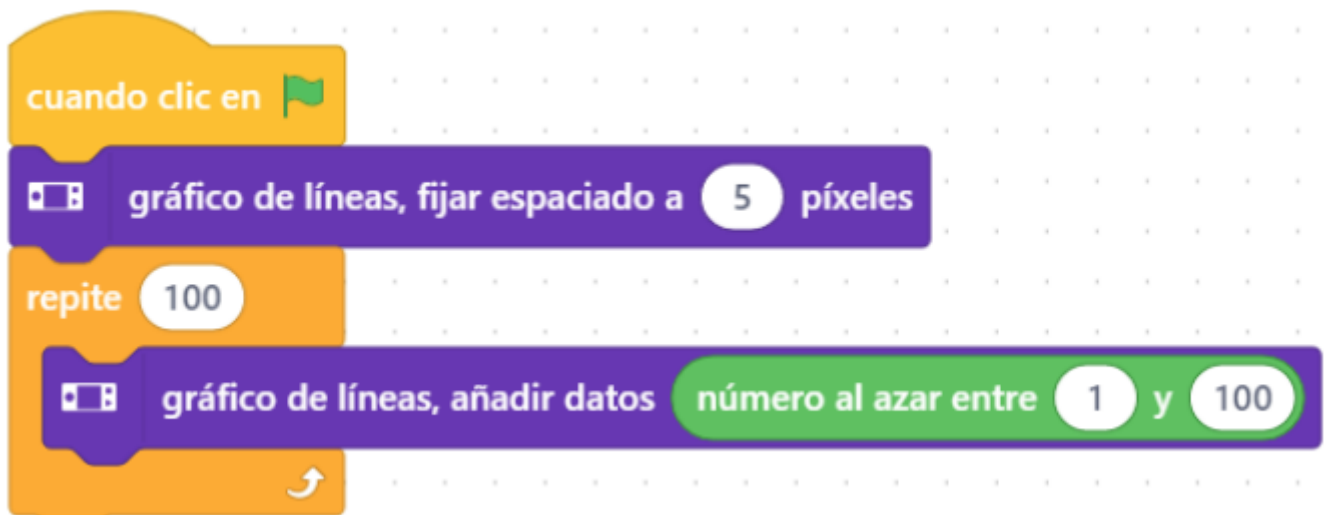 cuando clic en
gráfico de líneas, fijar espaciado a 5 píxeles
repite 100
gráfico de líneas, añadir datos número al azar entre 1 y 100